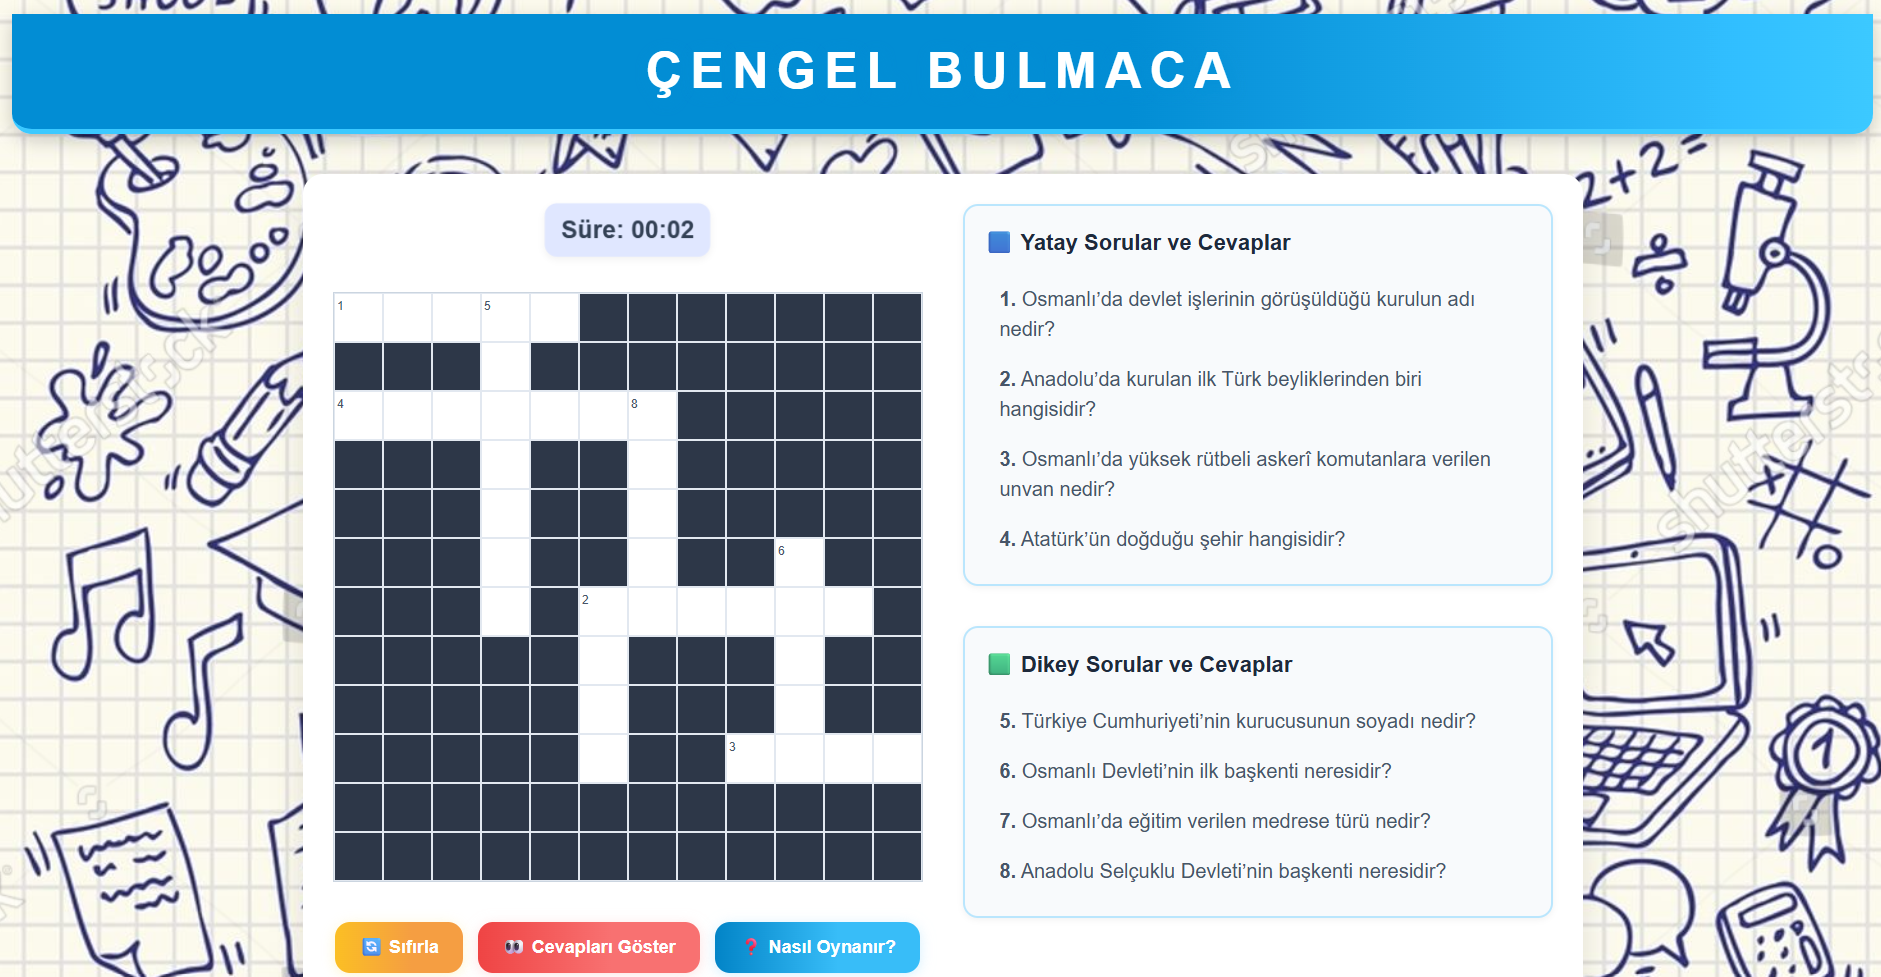 ÇENGEL BULMACA
Süre: 00:02
1
5
4
8
6
2
3
Sıfırla
Cevapları Göster
Nasıl Oynanır?
Yatay Sorular ve Cevaplar
1. Osmanlı’da devlet işlerinin görüşüldüğü kurulun adı
nedir?
2. Anadolu’da kurulan ilk Türk beyliklerinden biri
hangisidir?
3. Osmanlı’da yüksek rütbeli askerî komutanlara verilen
unvan nedir?
4. Atatürk’ün doğduğu şehir hangisidir?
Dikey Sorular ve Cevaplar
5. Türkiye Cumhuriyeti’nin kurucusunun soyadı nedir?
6. Osmanlı Devleti’nin ilk başkenti neresidir?
7. Osmanlı’da eğitim verilen medrese türü nedir?
8. Anadolu Selçuklu Devleti’nin başkenti neresidir?
2+2=
1